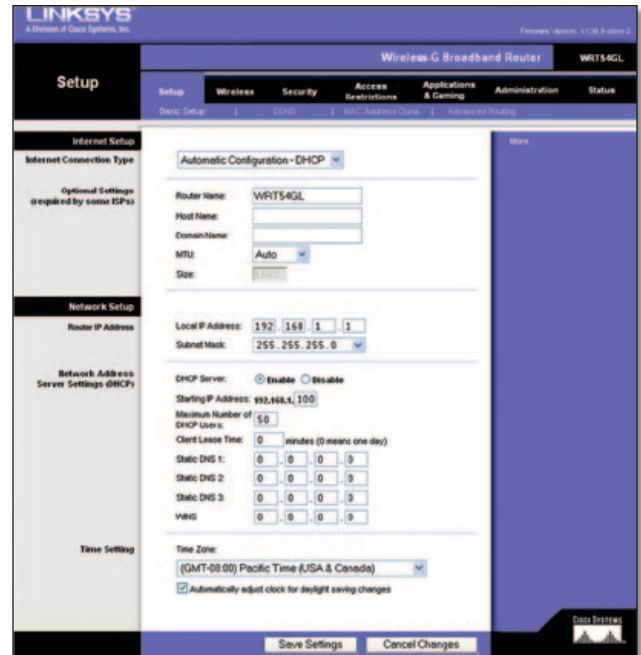 LINKSYS
A Division of Cisco Systems, Inc.
Wireless-G Broadband Router
WRT54GL
Setup
Setup Wireless Security Access Restrictions Applications & Gaming Administration Status
Basic Setup | DDNS | MAC Address Clone | Advanced Routing
Internet Setup
More...
Internet Connection Type
Automatic Configuration - DHCP
Optional Settings
(required by some ISPs)
Router Name: WRT54GL
Host Name:
Domain Name:
MTU: Auto
Size: 1500
Network Setup
Router IP Address
Local IP Address: 192 . 168 . 1 . 1
Subnet Mask: 255.255.255.0
Network Address
Server Settings (DHCP)
DHCP Server: Enable Disable
Starting IP Address: 192.168.1. 100
Maximum Number of
DHCP Users: 50
Client Lease Time: 0 minutes (0 means one day)
Static DNS 1: 0 . 0 . 0 . 0
Static DNS 2: 0 . 0 . 0 . 0
Static DNS 3: 0 . 0 . 0 . 0
WINS 0 . 0 . 0 . 0
Time Setting
Time Zone:
(GMT-08:00) Pacific Time (USA & Canada)
Automatically adjust clock for daylight saving changes
Cisco Systems
Save Settings Cancel Changes